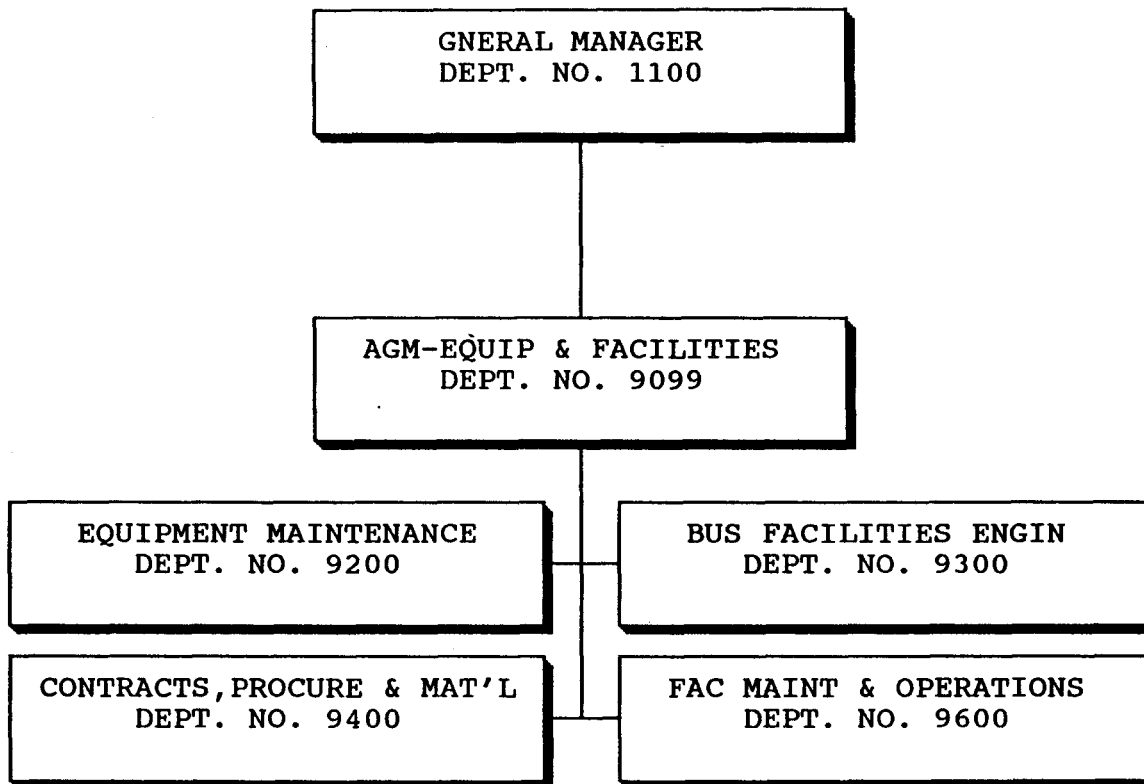 GNERAL MANAGER
DEPT. NO. 1100
AGM-EQUIP & FACILITIES
DEPT. NO. 9099
EQUIPMENT MAINTENANCE
DEPT. NO. 9200
BUS FACILITIES ENGIN
DEPT. NO. 9300
CONTRACTS,PROCURE & MAT'L
DEPT. NO. 9400
FAC MAINT & OPERATIONS
DEPT. NO. 9600